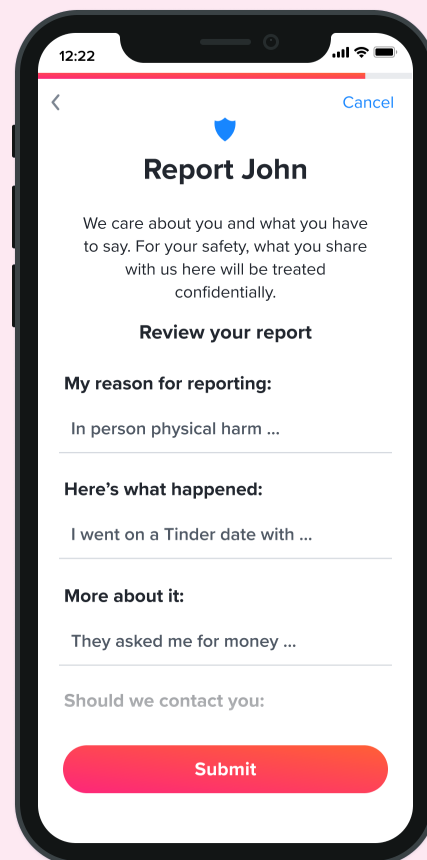 12:22
Cancel
Report John
We care about you and what you have
to say. For your safety, what you share
with us here will be treated
confidentially.
Review your report
My reason for reporting:
In person physical harm ...
Here’s what happened:
I went on a Tinder date with ...
More about it:
They asked me for money ...
Should we contact you:
Submit